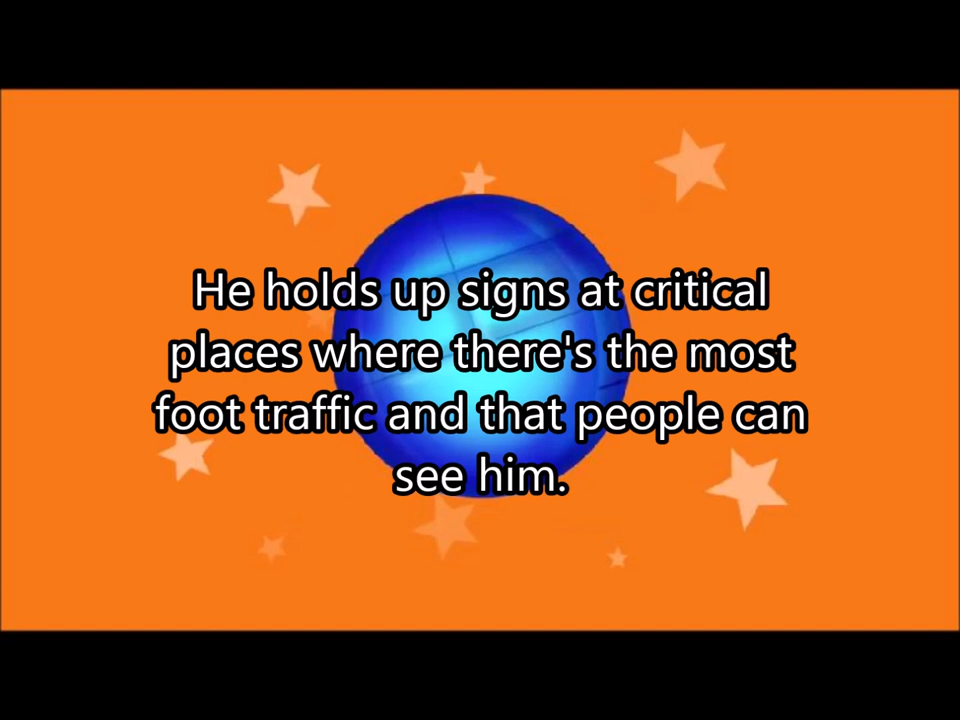 He holds up signs at critical
places where there's the most
foot traffic and that people can
see him.